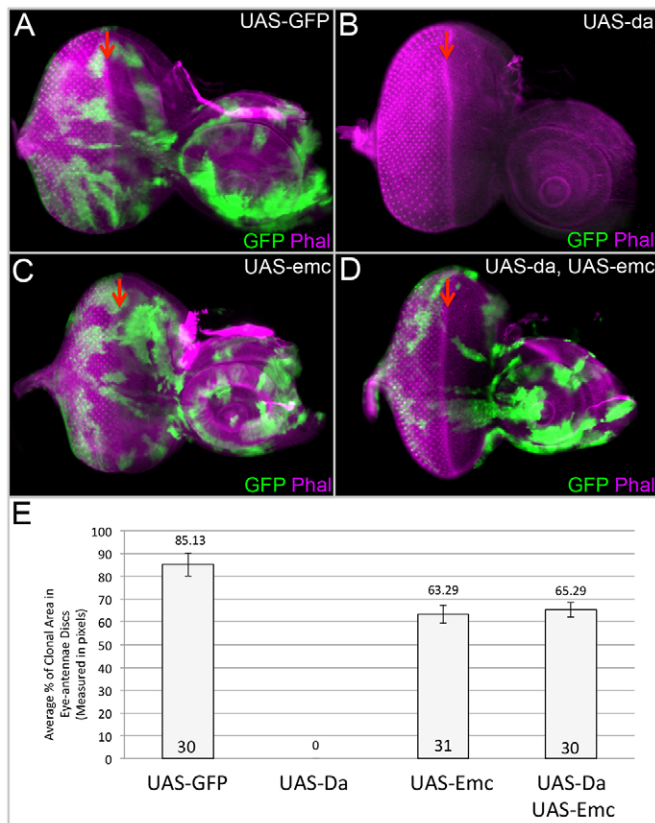 A
UAS-GFP
GFP Phal
B
UAS-da
GFP Phal
C
UAS-emc
GFP Phal
D
UAS-da, UAS-emc
GFP Phal
E
Average % of Clonal Area in
Eye-antennae Discs
(Measured in pixels)
100
90
80
70
60
50
40
30
20
10
0
85.13
0
63.29
65.29
30
31
30
UAS-GFP
UAS-Da
UAS-Emc
UAS-Da
UAS-Emc